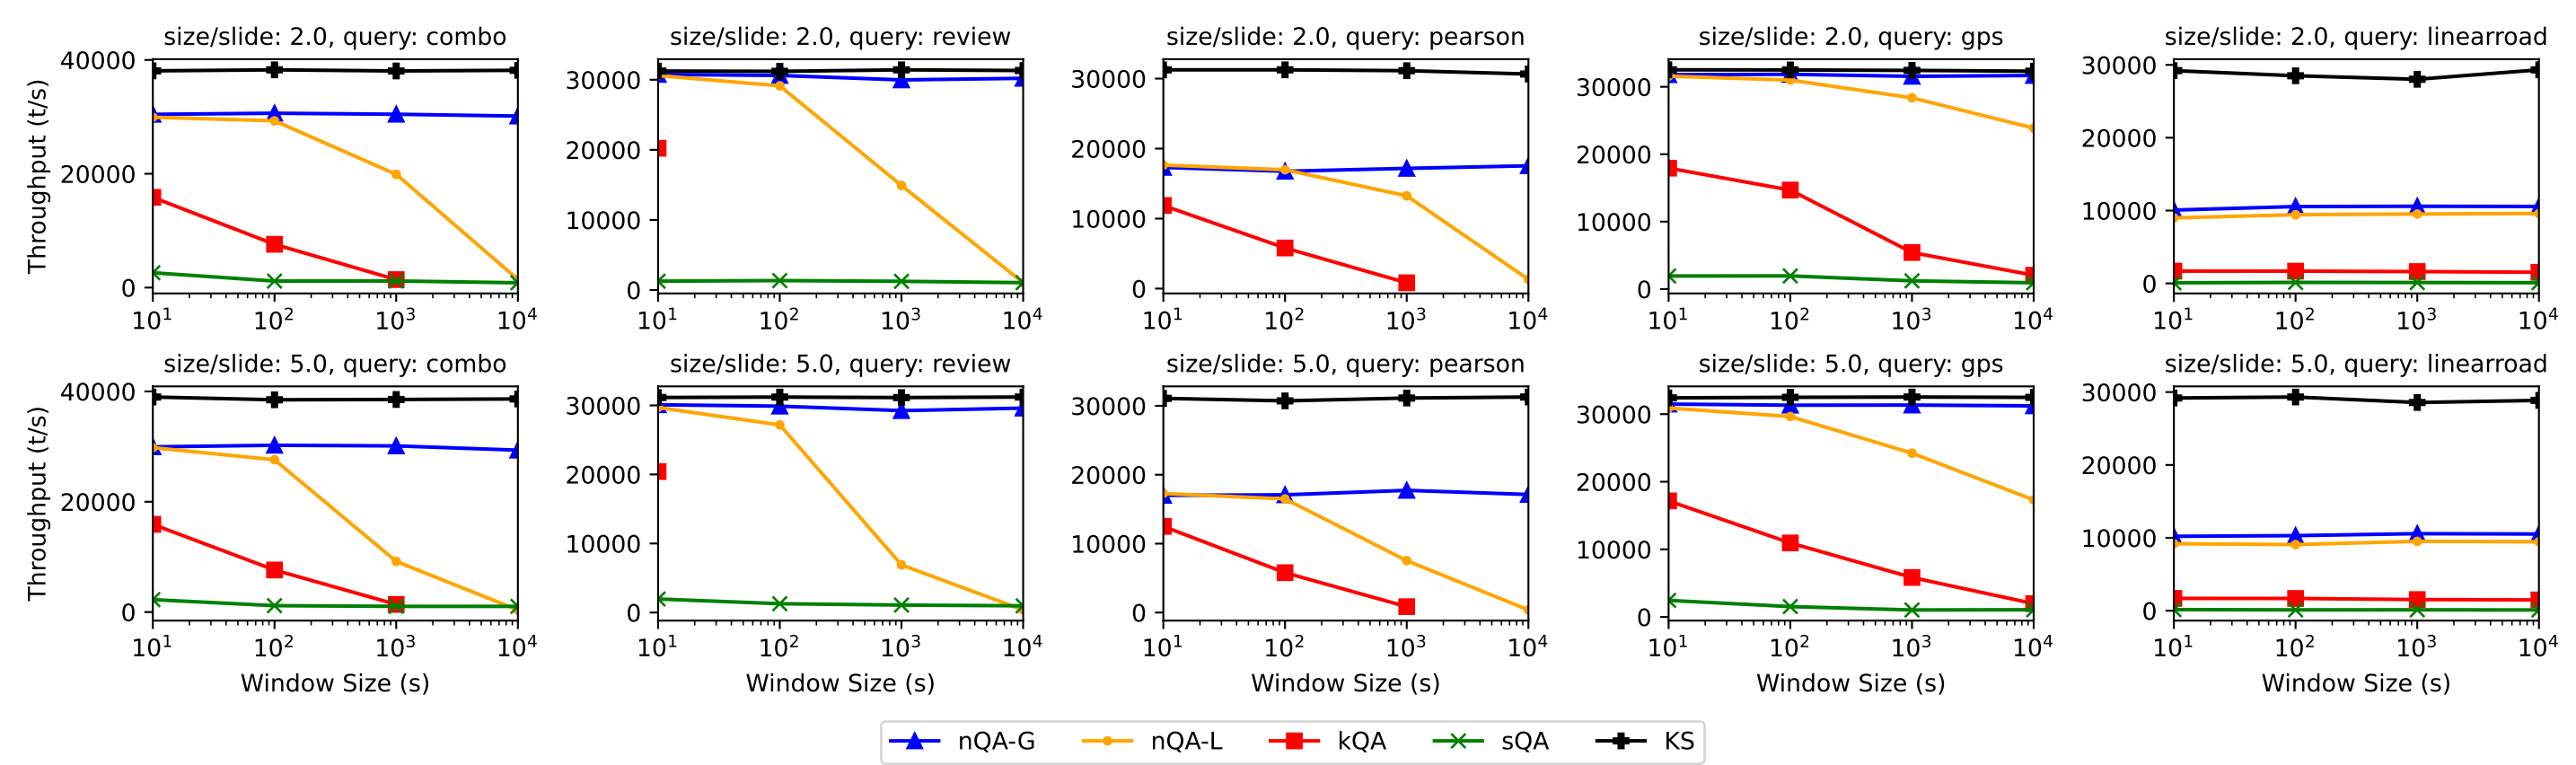 size/slide: 2.0, query: combo
size/slide: 2.0, query: review
size/slide: 2.0, query: pearson
size/slide: 2.0, query: gps
size/slide: 2.0, query: linearroad
Throughput (t/s)
40000
20000
0
10¹ 10² 10³ 10⁴
30000
20000
10000
0
10¹ 10² 10³ 10⁴
30000
20000
10000
0
10¹ 10² 10³ 10⁴
30000
20000
10000
0
10¹ 10² 10³ 10⁴
30000
20000
10000
0
10¹ 10² 10³ 10⁴
size/slide: 5.0, query: combo
size/slide: 5.0, query: review
size/slide: 5.0, query: pearson
size/slide: 5.0, query: gps
size/slide: 5.0, query: linearroad
Throughput (t/s)
40000
20000
0
10¹ 10² 10³ 10⁴
Window Size (s)
30000
20000
10000
0
10¹ 10² 10³ 10⁴
Window Size (s)
30000
20000
10000
0
10¹ 10² 10³ 10⁴
Window Size (s)
30000
20000
10000
0
10¹ 10² 10³ 10⁴
Window Size (s)
30000
20000
10000
0
10¹ 10² 10³ 10⁴
Window Size (s)
nQA-G nQA-L kQA sQA KS